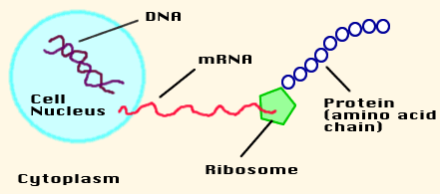 DNA
mRNA
Cell
Nucleus
Protein
(amino acid
chain)
Ribosome
Cytoplasm